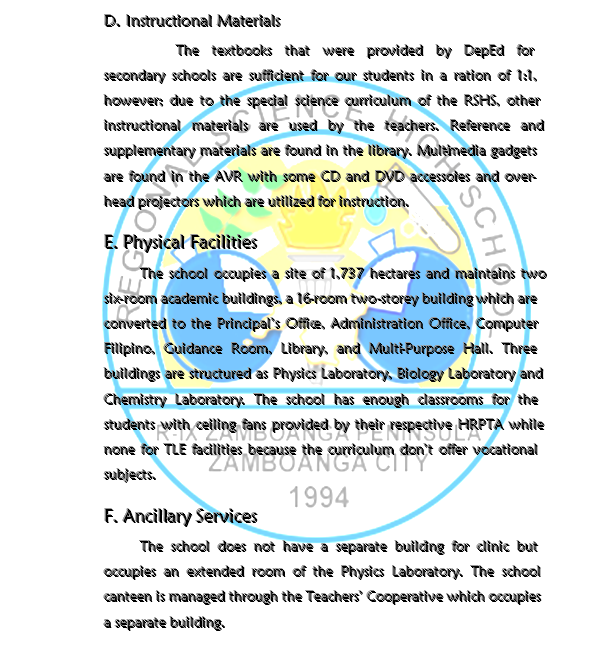 D. Instructional Materials
The textbooks that were provided by DepEd for
secondary schools are sufficient for our students in a ration of 1:1,
however; due to the special science curriculum of the RSHS, other
instructional materials are used by the teachers. Reference and
supplementary materials are found in the library. Multimedia gadgets
are found in the AVR with some CD and DVD accessoies and over-
head projectors which are utilized for instruction.
E. Physical Facilities
The school occupies a site of 1,737 hectares and maintains two
six-room academic buildings, a 16-room two-storey building which are
converted to the Principal's Office, Administration Office, Computer
Filipino, Guidance Room, Library, and Multi-Purpose Hall. Three
buildings are structured as Physics Laboratory, Biology Laboratory and
Chemistry Laboratory. The school has enough classrooms for the
students with ceiling fans provided by their respective HRPTA while
none for TLE facilities because the curriculum don't offer vocational
subjects.
F. Ancillary Services
The school does not have a separate building for clinic but
occupies an extended room of the Physics Laboratory. The school
canteen is managed through the Teachers' Cooperative which occupies
a separate building.
REGIONAL SCIENCE HIGH SCHOOL
R-IX ZAMBOANGA PENINSULA
ZAMBOANGA CITY
1994